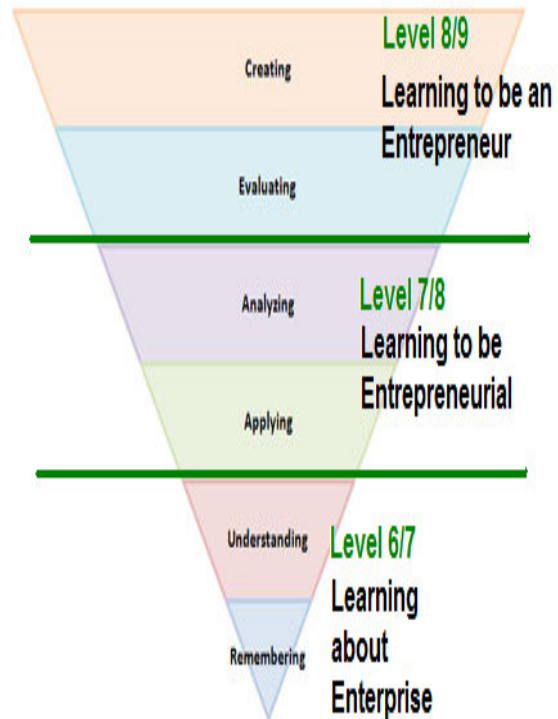 Level 8/9
Creating
Learning to be an
Entrepreneur
Evaluating
Level 7/8
Analyzing
Learning to be
Entrepreneurial
Applying
Understanding
Level 6/7
Learning
about
Remembering
Enterprise